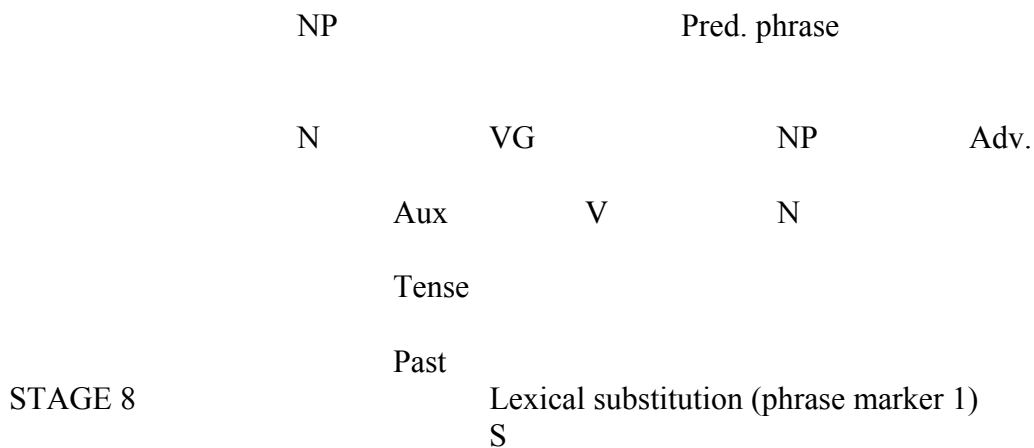 NP Pred. phrase
N VG NP Adv.
Aux V N
Tense
Past
STAGE 8 Lexical substitution (phrase marker 1)
S